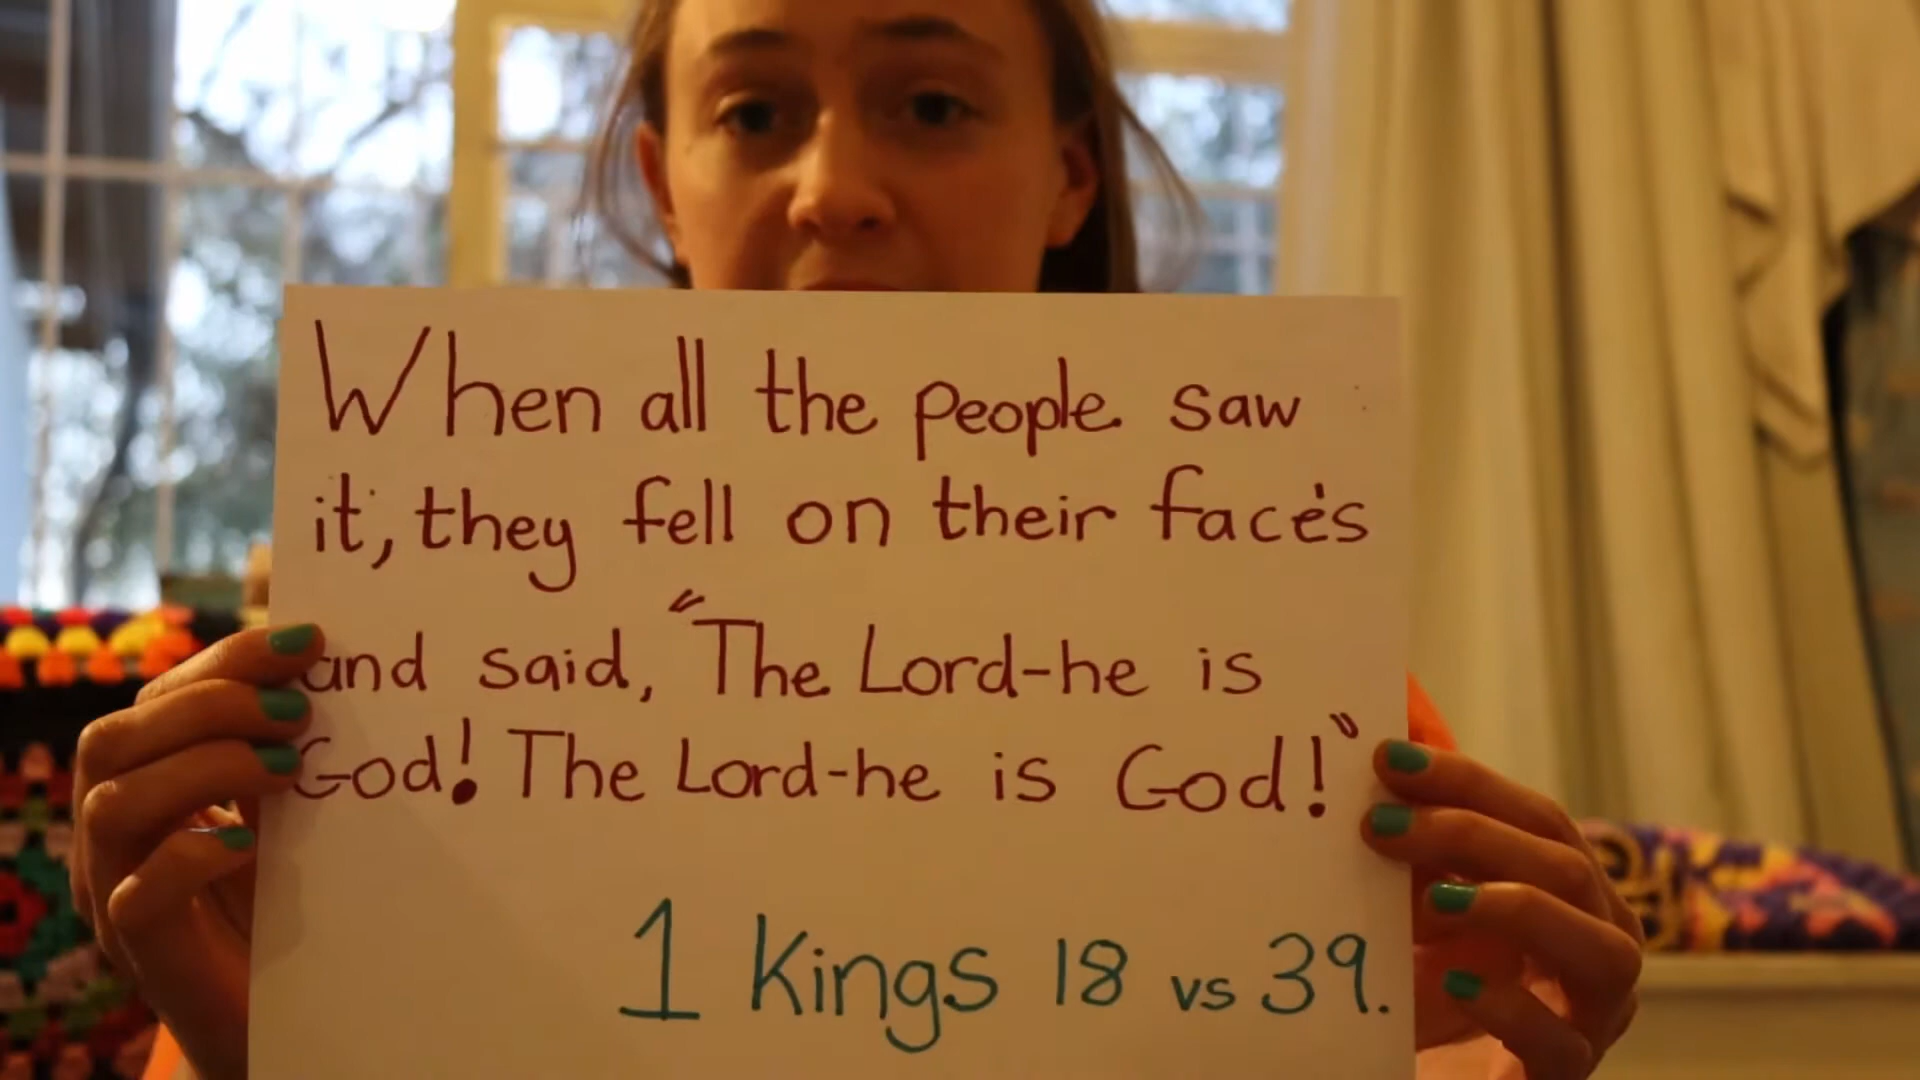 When all the people saw
it, they fell on their faces
and said, "The Lord-he is
God! The Lord-he is God!"
1 Kings 18 vs 39.